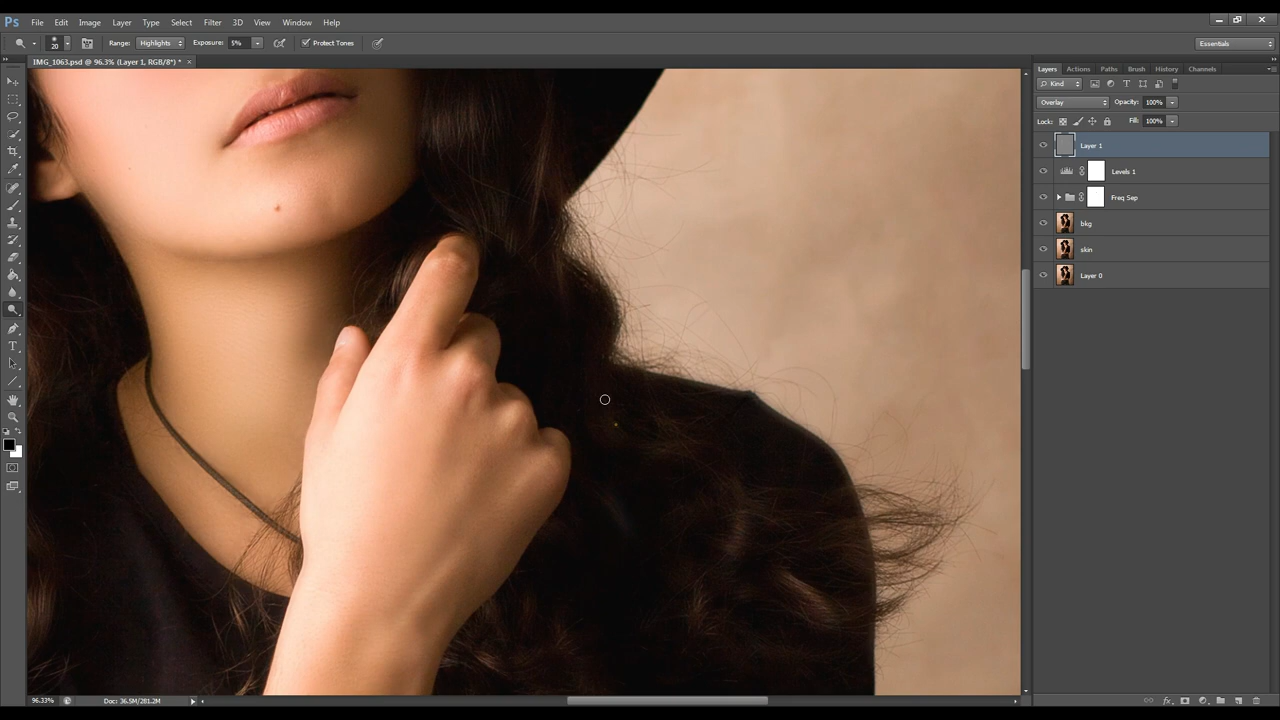 Ps File Edit Image Layer Type Select Filter 3D View Window Help
20 Range: Highlights Exposure: 5% Protect Tones Essentials
IMG_1063.psd @ 96.3% (Layer 1, RGB/8*) * ×
Layers Actions Paths Brush History Channels
Kind
Overlay Opacity: 100%
Lock: Fill: 100%
Layer 1
Levels 1
Freq Sep
bkg
skin
Layer 0
96.33% Doc: 36.5M/281.2M